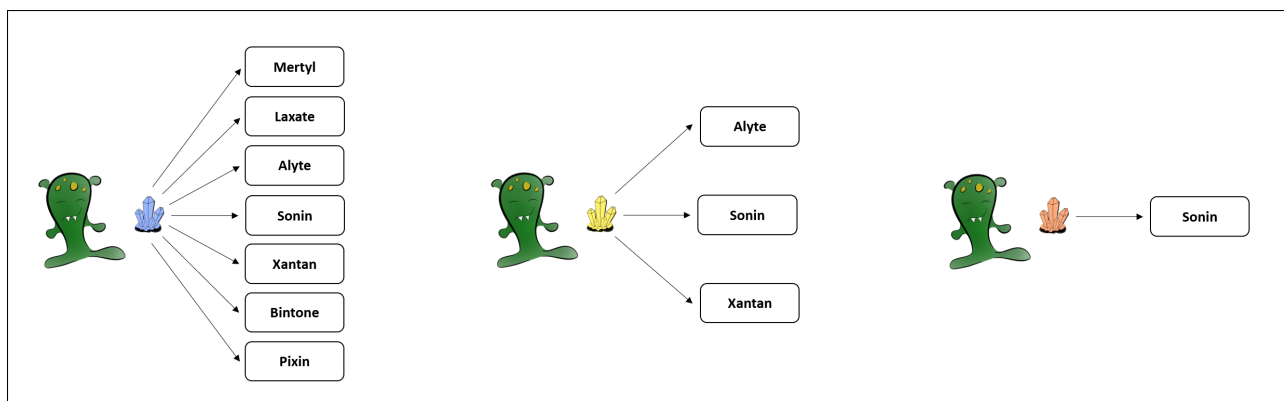 Mertyl
Laxate
Alyte
Sonin
Xantan
Bintone
Pixin
Alyte
Sonin
Xantan
Sonin